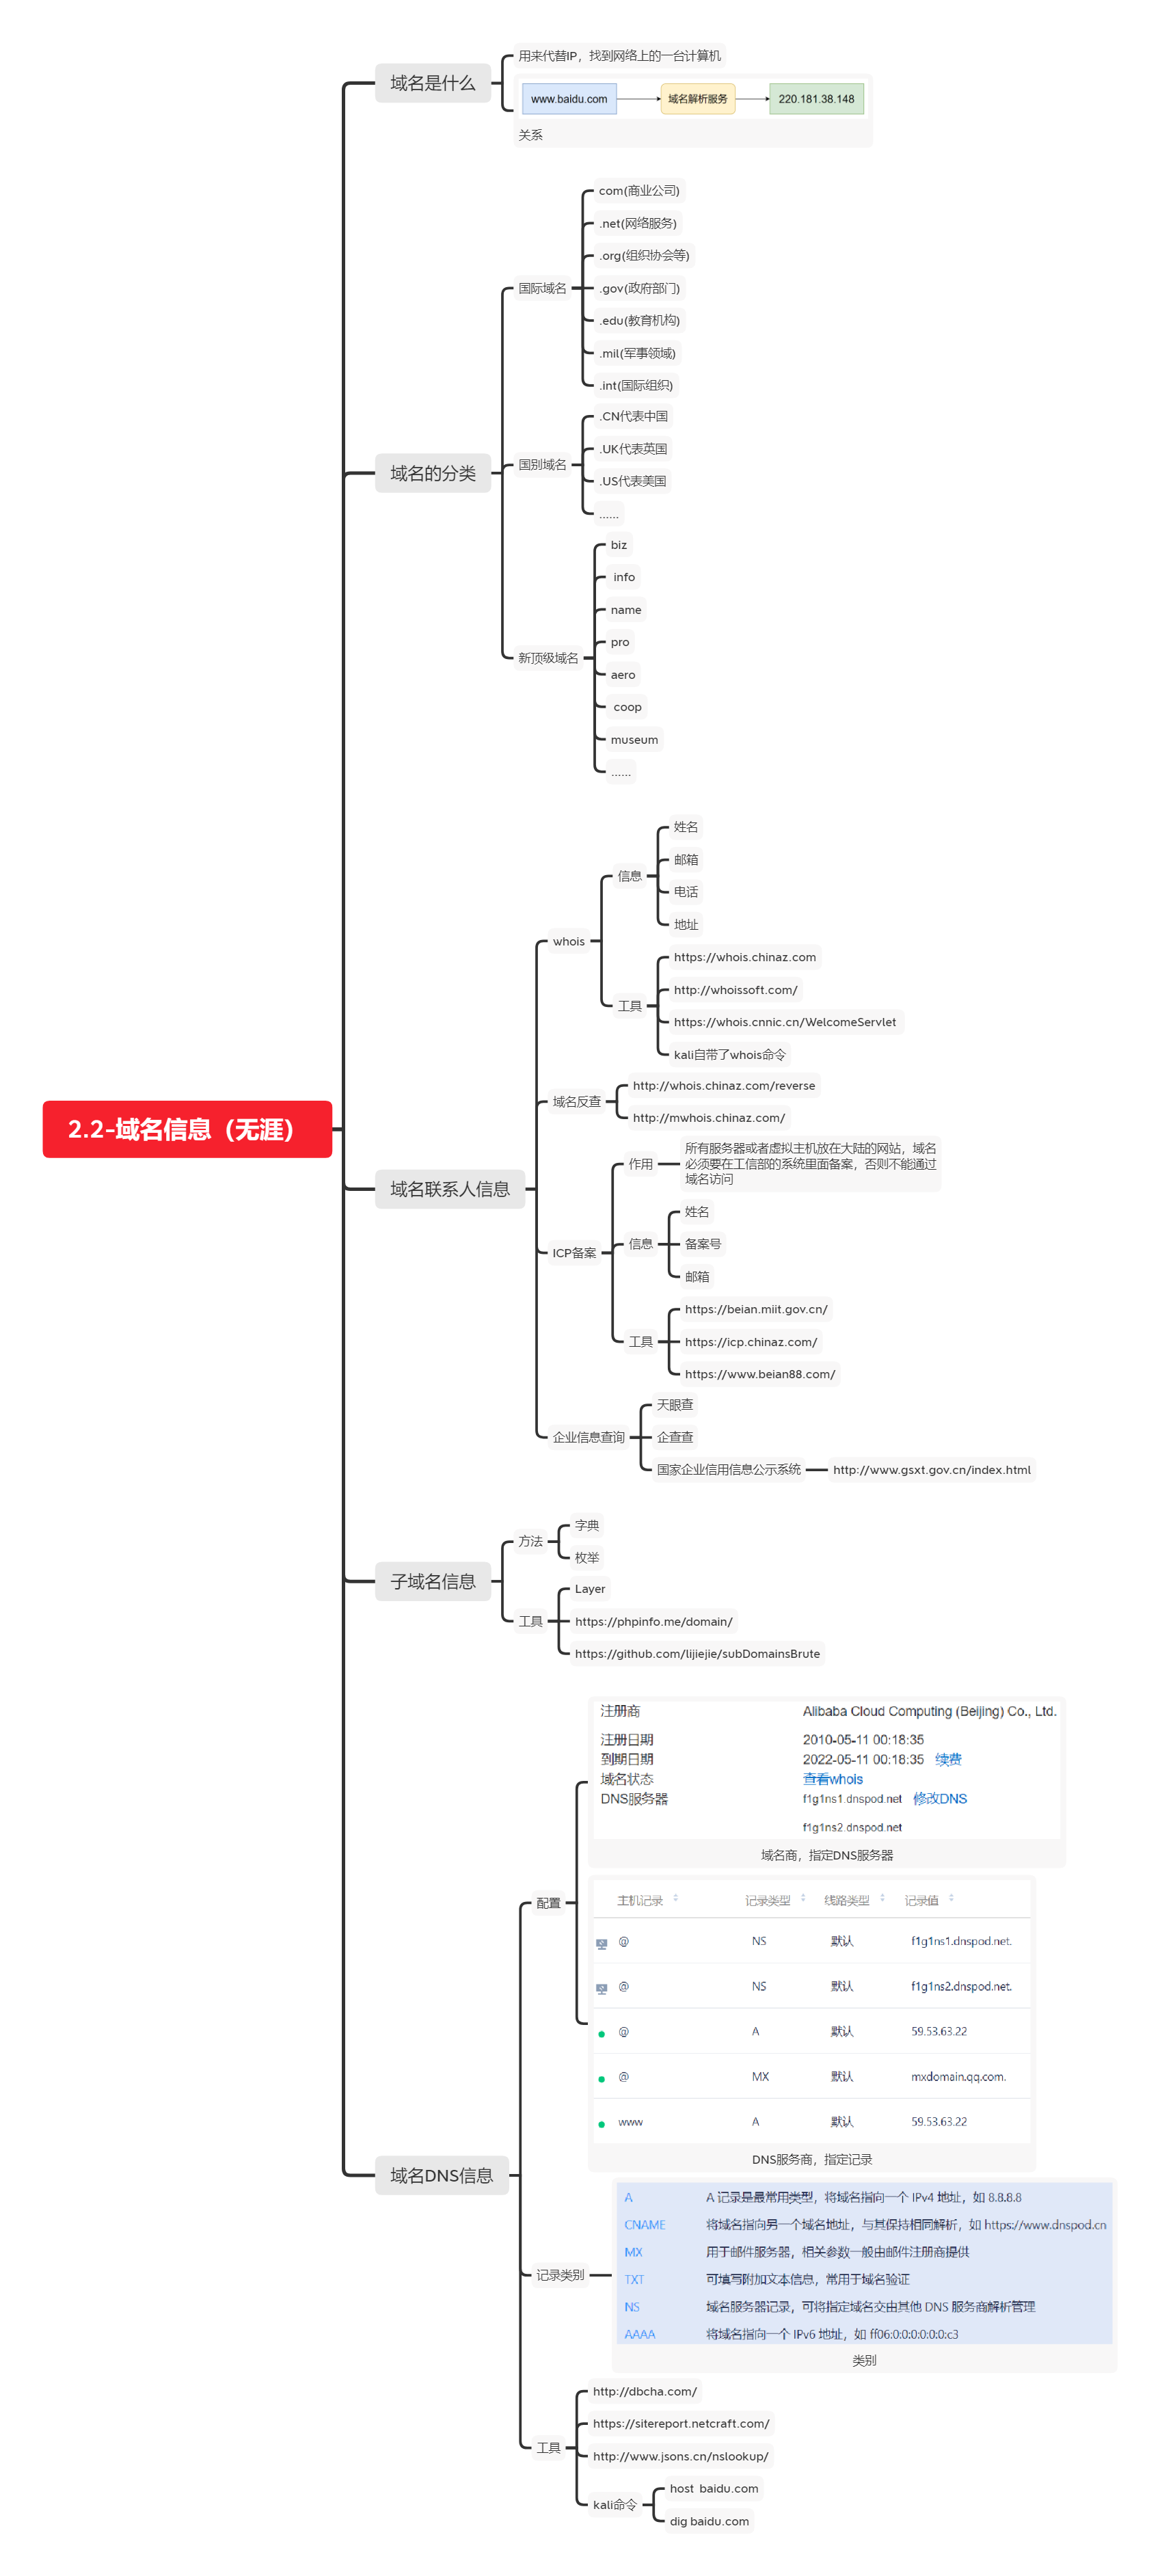 2.2-域名信息（无涯）
域名是什么
用来代替IP，找到网络上的一台计算机
www.baidu.com
域名解析服务
220.181.38.148
关系
域名的分类
国际域名
com(商业公司)
.net(网络服务)
.org(组织协会等)
.gov(政府部门)
.edu(教育机构)
.mil(军事领域)
.int(国际组织)
国别域名
.CN代表中国
.UK代表英国
.US代表美国
......
新顶级域名
biz
info
name
pro
aero
coop
museum
......
域名联系人信息
whois
信息
姓名
邮箱
电话
地址
工具
https://whois.chinaz.com
http://whoissoft.com/
https://whois.cnnic.cn/WelcomeServlet
kali自带了whois命令
域名反查
http://whois.chinaz.com/reverse
http://mwhois.chinaz.com/
ICP备案
作用
所有服务器或者虚拟主机放在大陆的网站，域名
必须要在工信部的系统里面备案，否则不能通过
域名访问
信息
姓名
备案号
邮箱
工具
https://beian.miit.gov.cn/
https://icp.chinaz.com/
https://www.beian88.com/
企业信息查询
天眼查
企查查
国家企业信用信息公示系统
http://www.gsxt.gov.cn/index.html
子域名信息
方法
字典
枚举
工具
Layer
https://phpinfo.me/domain/
https://github.com/lijiejie/subDomainsBrute
域名DNS信息
配置
注册商 Alibaba Cloud Computing (Beijing) Co., Ltd.
注册日期 2010-05-11 00:18:35
到期日期 2022-05-11 00:18:35 续费
域名状态 查看whois
DNS服务器 f1g1ns1.dnspod.net 修改DNS
f1g1ns2.dnspod.net
域名商，指定DNS服务器
主机记录 记录类型 线路类型 记录值
@ NS 默认 f1g1ns1.dnspod.net.
@ NS 默认 f1g1ns2.dnspod.net.
@ A 默认 59.53.63.22
@ MX 默认 mxdomain.qq.com.
www A 默认 59.53.63.22
DNS服务商，指定记录
记录类别
A A 记录是最常用类型，将域名指向一个 IPv4 地址，如 8.8.8.8
CNAME 将域名指向另一个域名地址，与其保持相同解析，如 https://www.dnspod.cn
MX 用于邮件服务器，相关参数一般由邮件注册商提供
TXT 可填写附加文本信息，常用于域名验证
NS 域名服务器记录，可将指定域名交由其他 DNS 服务商解析管理
AAAA 将域名指向一个 IPv6 地址，如 ff06:0:0:0:0:0:0:c3
类别
工具
http://dbcha.com/
https://sitereport.netcraft.com/
http://www.jsons.cn/nslookup/
kali命令
host baidu.com
dig baidu.com